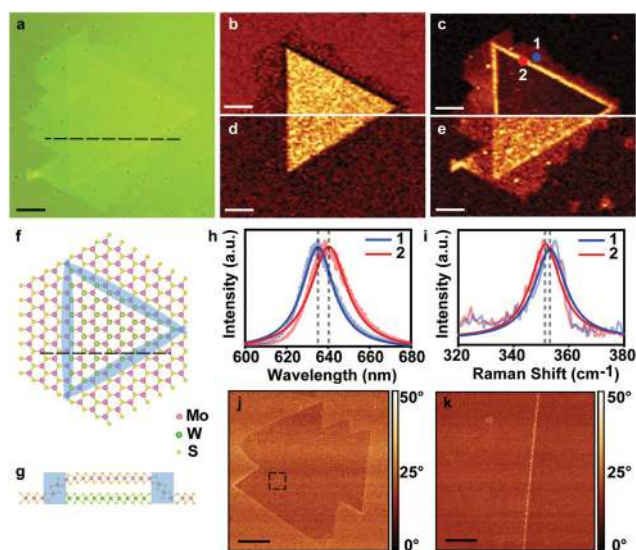 a
b
c
1
2
d
e
f
h
1
2
Intensity (a.u.)
600 620 640 660 680
Wavelength (nm)
i
1
2
Intensity (a.u.)
320 340 360 380
Raman Shift (cm-1)
Mo
W
S
g
j
50°
25°
0°
k
50°
25°
0°